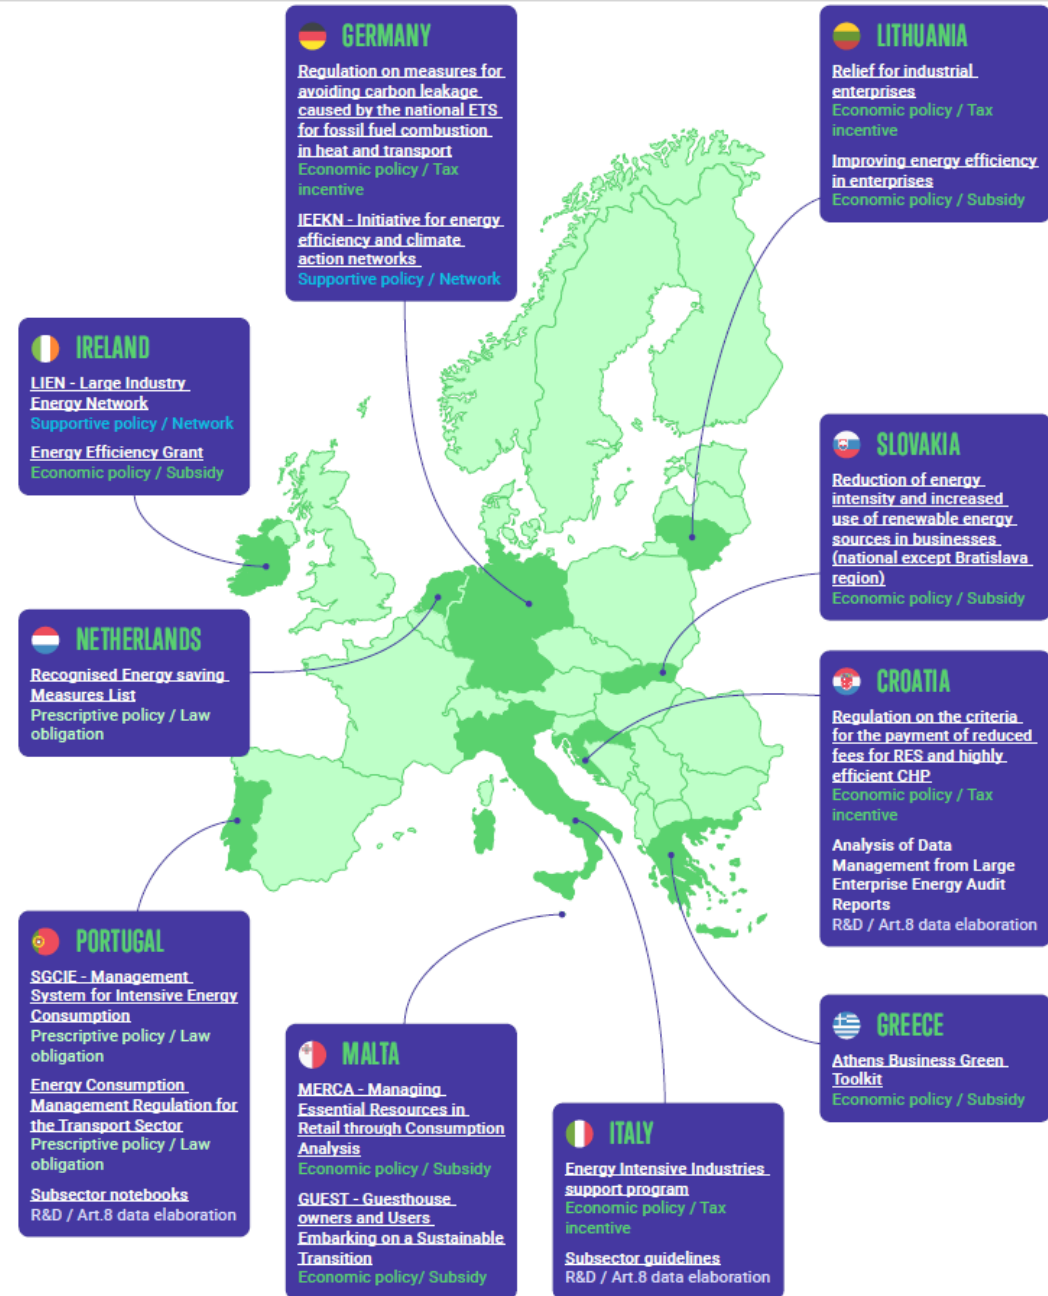 GERMANY
Regulation on measures for
avoiding carbon leakage
caused by the national ETS
for fossil fuel combustion
in heat and transport
Economic policy / Tax
incentive
IEEKN - Initiative for energy
efficiency and climate
action networks
Supportive policy / Network
LITHUANIA
Relief for industrial
enterprises
Economic policy / Tax
incentive
Improving energy efficiency
in enterprises
Economic policy / Subsidy
IRELAND
LIEN - Large Industry
Energy Network
Supportive policy / Network
Energy Efficiency Grant
Economic policy / Subsidy
SLOVAKIA
Reduction of energy
intensity and increased
use of renewable energy
sources in businesses
(national except Bratislava
region)
Economic policy / Subsidy
NETHERLANDS
Recognised Energy saving
Measures List
Prescriptive policy / Law
obligation
CROATIA
Regulation on the criteria
for the payment of reduced
fees for RES and highly
efficient CHP
Economic policy / Tax
incentive
Analysis of Data
Management from Large
Enterprise Energy Audit
Reports
R&D / Art.8 data elaboration
PORTUGAL
SGCIE - Management
System for Intensive Energy
Consumption
Prescriptive policy / Law
obligation
Energy Consumption
Management Regulation for
the Transport Sector
Prescriptive policy / Law
obligation
Subsector notebooks
R&D / Art.8 data elaboration
MALTA
MERCA - Managing
Essential Resources in
Retail through Consumption
Analysis
Economic policy / Subsidy
GUEST - Guesthouse
owners and Users
Embarking on a Sustainable
Transition
Economic policy/ Subsidy
ITALY
Energy Intensive Industries
support program
Economic policy / Tax
incentive
Subsector guidelines
R&D / Art.8 data elaboration
GREECE
Athens Business Green
Toolkit
Economic policy / Subsidy